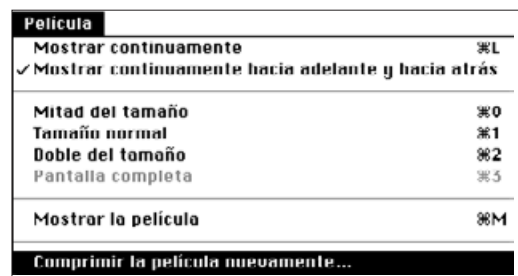 Película
Mostrar continuamente ⌘L
✓Mostrar continuamente hacia adelante y hacia atrás
Mitad del tamaño ⌘0
Tamaño normal ⌘1
Doble del tamaño ⌘2
Pantalla completa ⌘3
Mostrar la película ⌘M
Comprimir la película nuevamente...